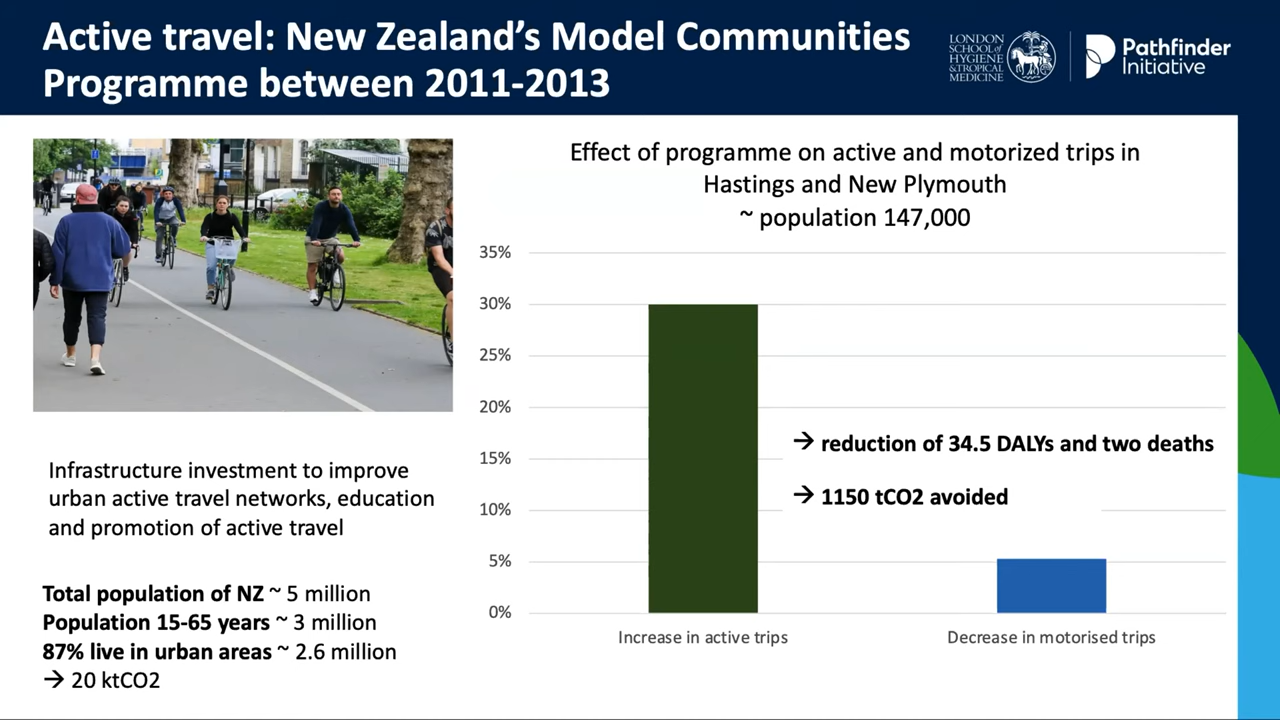 Active travel: New Zealand's Model Communities
Programme between 2011-2013
LONDON
SCHOOL of
HYGIENE
& TROPICAL
MEDICINE
Pathfinder
Initiative
Infrastructure investment to improve
urban active travel networks, education
and promotion of active travel
Total population of NZ ~ 5 million
Population 15-65 years ~ 3 million
87% live in urban areas ~ 2.6 million
→ 20 ktCO2
Effect of programme on active and motorized trips in
Hastings and New Plymouth
~ population 147,000
35%
30%
25%
20%
15%
10%
5%
0%
→ reduction of 34.5 DALYs and two deaths
→ 1150 tCO2 avoided
Increase in active trips
Decrease in motorised trips